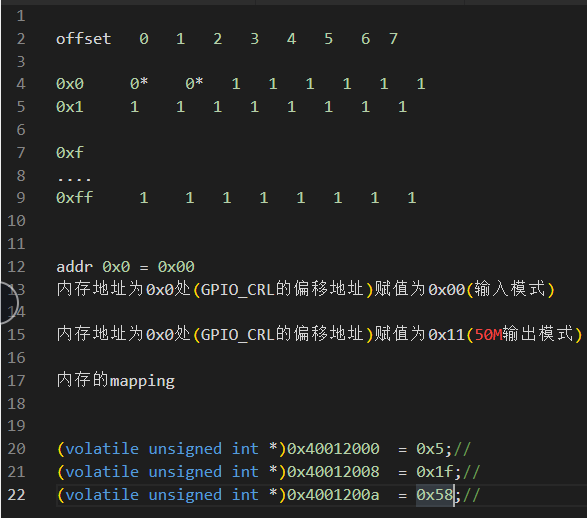 1
2 offset 0 1 2 3 4 5 6 7
3
4 0x0 0* 0* 1 1 1 1 1 1
5 0x1 1 1 1 1 1 1 1 1
6
7 0xf
8 ....
9 0xff 1 1 1 1 1 1 1 1
10
11
12 addr 0x0 = 0x00
13 内存地址为0x0处(GPIO_CRL的偏移地址)赋值为0x00(输入模式)
14
15 内存地址为0x0处(GPIO_CRL的偏移地址)赋值为0x11(50M输出模式)
16
17 内存的mapping
18
19
20 (volatile unsigned int *)0x40012000 = 0x5;//
21 (volatile unsigned int *)0x40012008 = 0x1f;//
22 (volatile unsigned int *)0x4001200a = 0x58;//